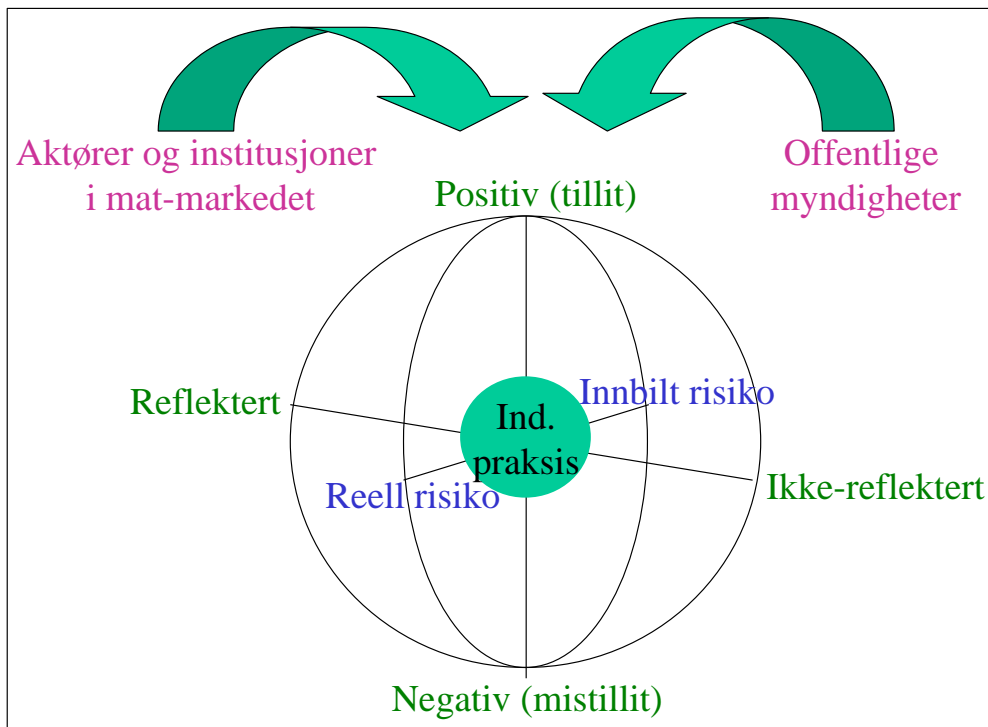 Aktører og institusjoner
i mat-markedet
Offentlige
myndigheter
Positiv (tillit)
Reflektert
Innbilt risiko
Ind.
praksis
Reell risiko
Ikke-reflektert
Negativ (mistillit)